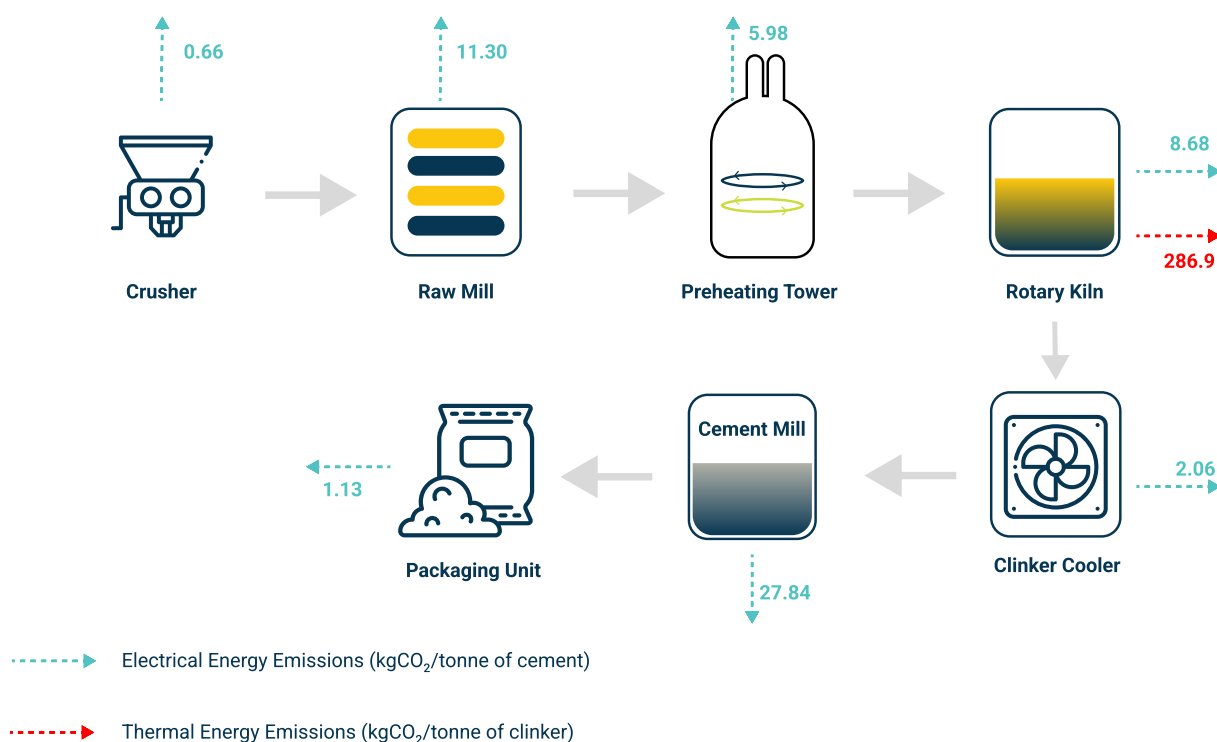 0.66
11.30
5.98
8.68
286.9
Crusher
Raw Mill
Preheating Tower
Rotary Kiln
Cement Mill
2.06
1.13
Packaging Unit
Clinker Cooler
27.84
Electrical Energy Emissions (kgCO₂/tonne of cement)
Thermal Energy Emissions (kgCO₂/tonne of clinker)